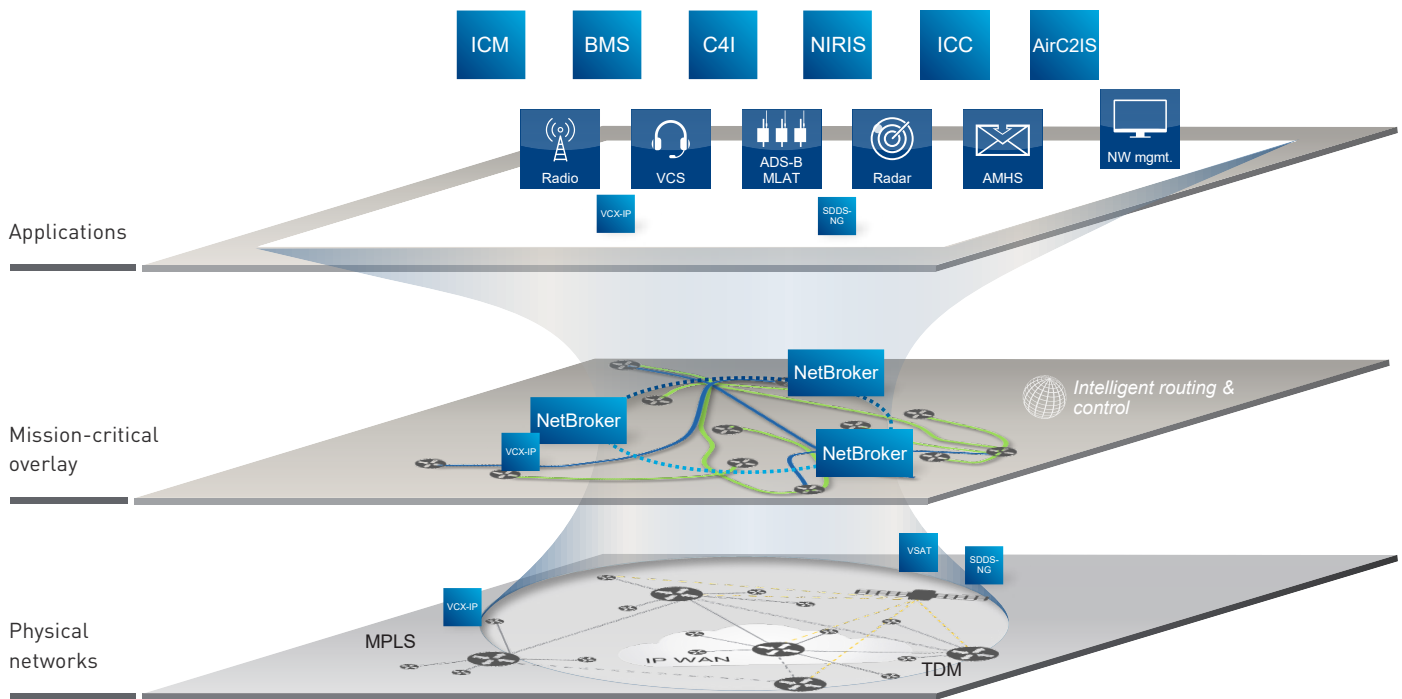 ICM
BMS
C4I
NIRIS
ICC
AirC2IS
Radio
VCS
ADS-B
MLAT
Radar
AMHS
NW mgmt.
VCX-IP
SDDS-
NG
Applications
NetBroker
Intelligent routing &
control
NetBroker
NetBroker
VCX-IP
Mission-critical
overlay
VSAT
SDDS-
NG
VCX-IP
MPLS
IP WAN
TDM
Physical
networks